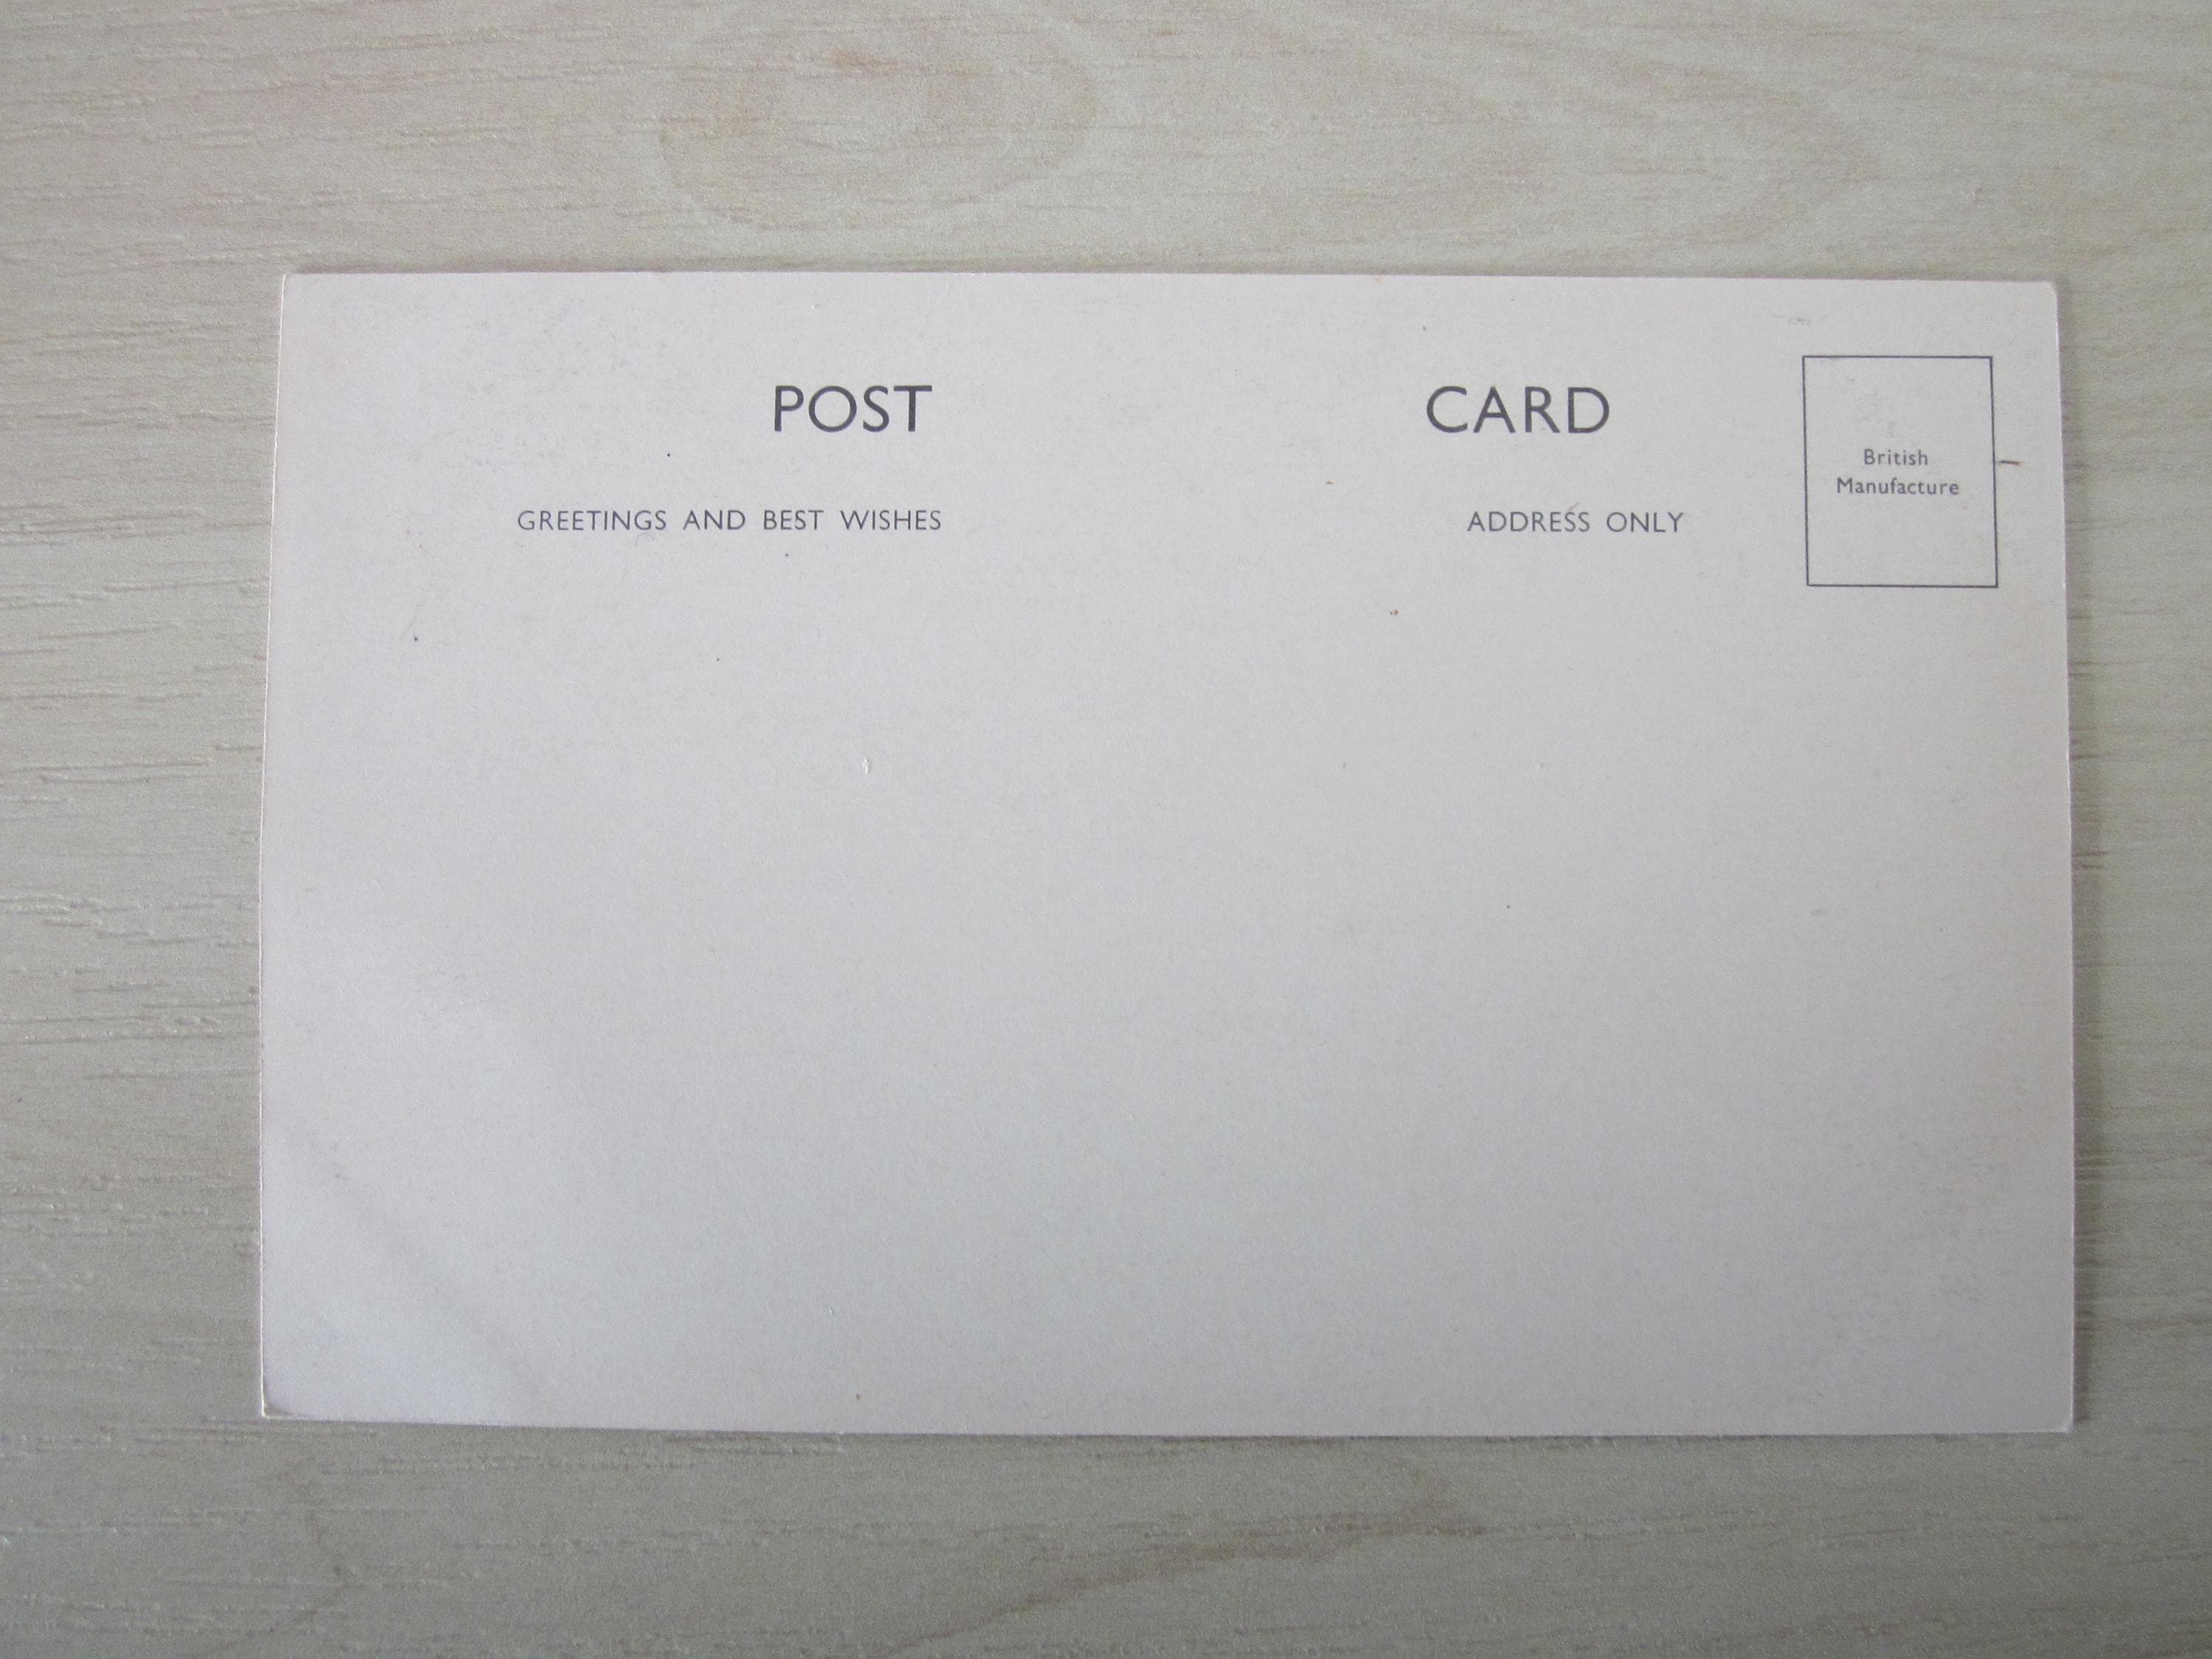 POST CARD
GREETINGS AND BEST WISHES
ADDRESS ONLY
British
Manufacture